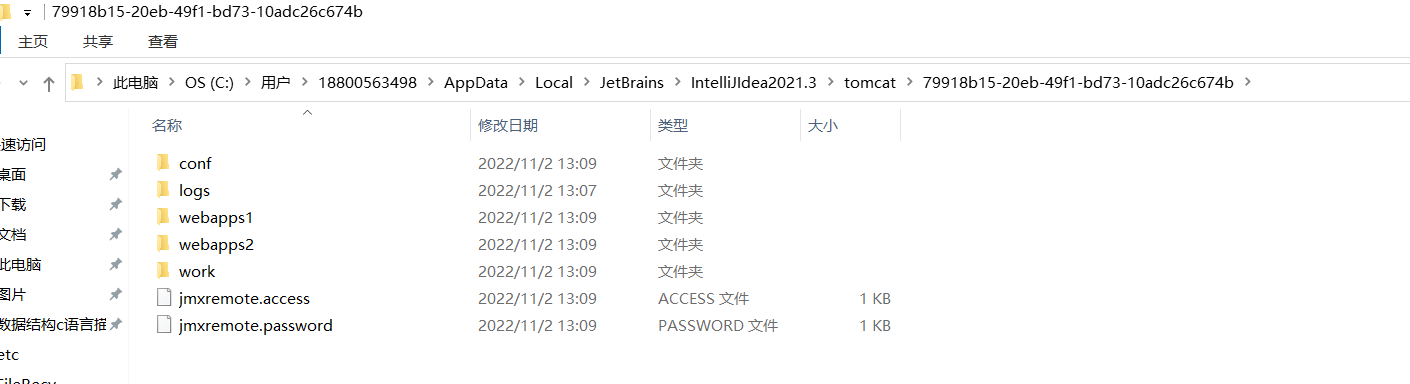 79918b15-20eb-49f1-bd73-10adc26c674b
主页 共享 查看
此电脑 OS (C:) 用户 18800563498 AppData Local JetBrains IntelliJIdea2021.3 tomcat 79918b15-20eb-49f1-bd73-10adc26c674b
名称 修改日期 类型 大小
速访问
桌面
下载
文档
此电脑
图片
数据结构c语言描
etc
conf 2022/11/2 13:09 文件夹
logs 2022/11/2 13:07 文件夹
webapps1 2022/11/2 13:09 文件夹
webapps2 2022/11/2 13:09 文件夹
work 2022/11/2 13:09 文件夹
jmxremote.access 2022/11/2 13:09 ACCESS 文件 1 KB
jmxremote.password 2022/11/2 13:09 PASSWORD 文件 1 KB